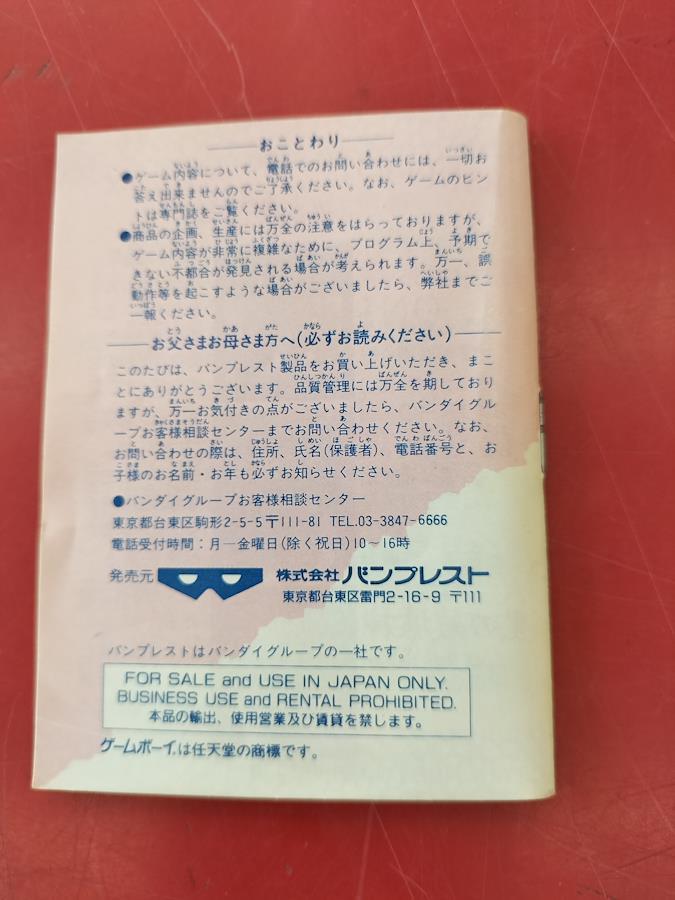 おことわり
●ゲーム内容について、電話でのお問い合わせには、一切お
答え出来ませんのでご了承ください。なお、ゲームのヒン
トは専門誌をご覧ください。
●商品の企画、生産には万全の注意をはらっておりますが、
ゲーム内容が非常に複雑なために、プログラム上、予期で
きない不都合が発見される場合が考えられます。万一、誤
動作等を起こすような場合がございましたら、弊社までご
一報ください。
お父さまお母さま方へ(必ずお読みください)
このたびは、バンプレスト製品をお買い上げいただき、まこ
とにありがとうございます。品質管理には万全を期しており
ますが、万一お気付きの点がございましたら、バンダイグル
ープお客様相談センターまでお問い合わせください。なお、
お問い合わせの際は、住所、氏名(保護者)、電話番号と、お
子様のお名前・お年も必ずお知らせください。
●バンダイグループお客様相談センター
東京都台東区駒形2-5-5〒111-81 TEL.03-3847-6666
電話受付時間：月―金曜日(除く祝日)10～16時
発売元 株式会社 バンプレスト
東京都台東区雷門2-16-9 〒111
バンプレストはバンダイグループの一社です。
FOR SALE and USE IN JAPAN ONLY.
BUSINESS USE and RENTAL PROHIBITED.
本品の輸出、使用営業及び賃貸を禁じます。
ゲームボーイは任天堂の商標です。